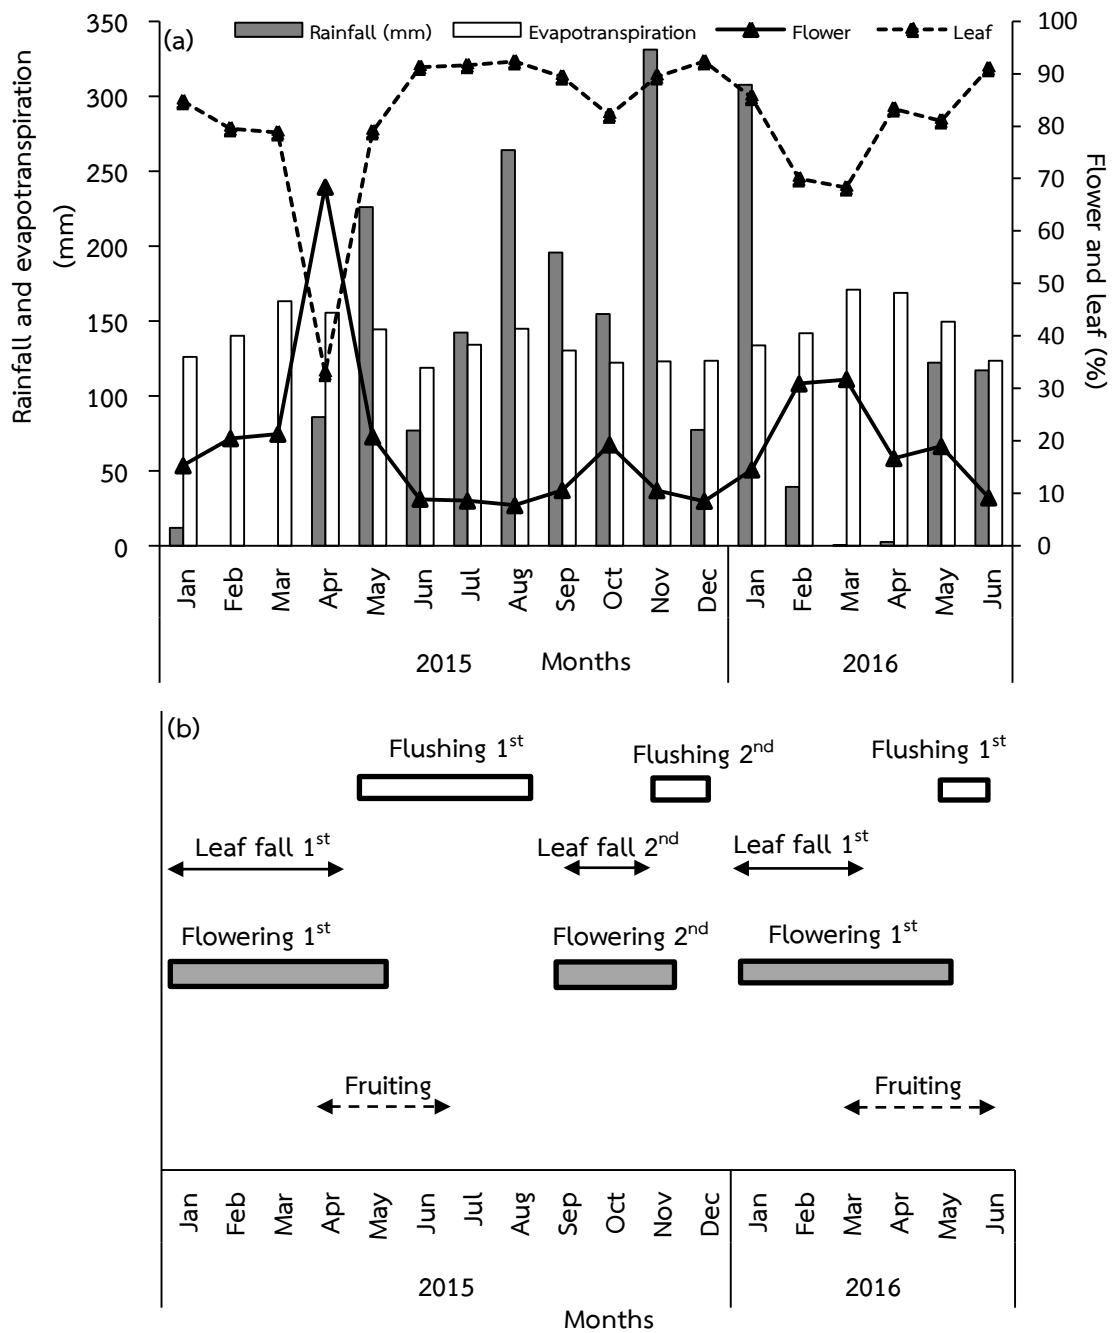 (a) Rainfall (mm) Evapotranspiration Flower Leaf
Rainfall and evapotranspiration
(mm)
350
300
250
200
150
100
50
0
100
90
80
70
60
50
40
30
20
10
0
Flower and leaf (%)
Jan Feb Mar Apr May Jun Jul Aug Sep Oct Nov Dec Jan Feb Mar Apr May Jun
2015 Months 2016
(b)
Flushing 1st Flushing 2nd Flushing 1st
Leaf fall 1st Leaf fall 2nd Leaf fall 1st
Flowering 1st Flowering 2nd Flowering 1st
Fruiting Fruiting
Jan Feb Mar Apr May Jun Jul Aug Sep Oct Nov Dec Jan Feb Mar Apr May Jun
2015 2016
Months